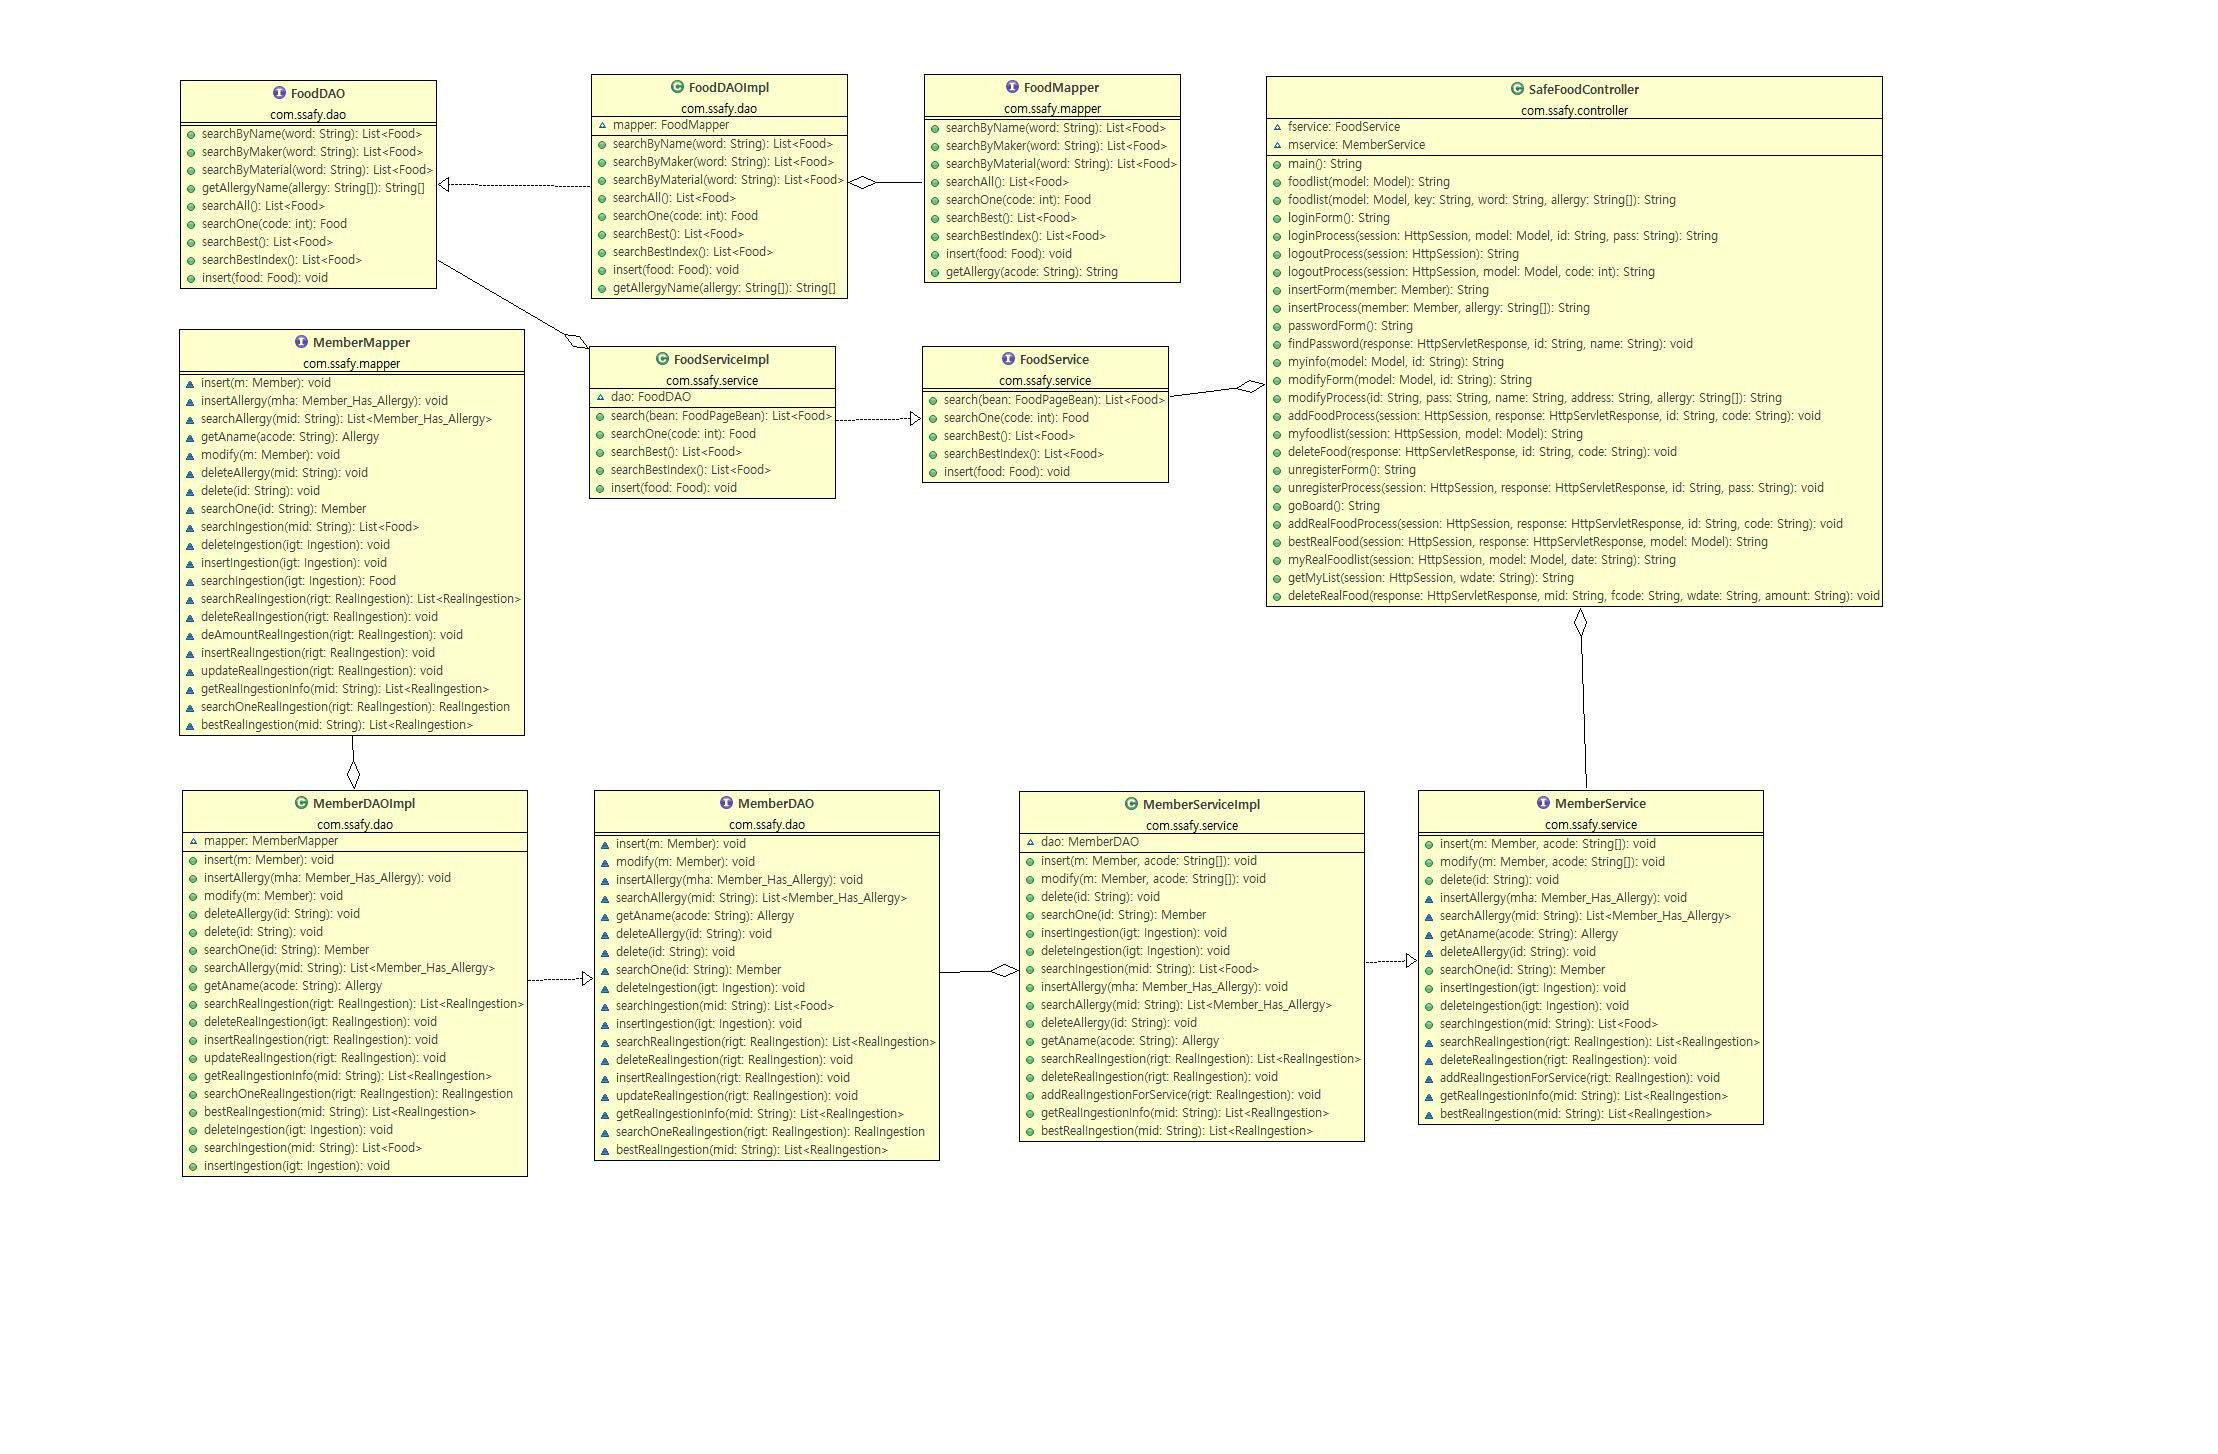 FoodDAO
com.ssafy.dao
searchByName(word: String): List<Food>
searchByMaker(word: String): List<Food>
searchByMaterial(word: String): List<Food>
getAllergyName(allergy: String[]): String[]
searchAll(): List<Food>
searchOne(code: int): Food
searchBest(): List<Food>
searchBestIndex(): List<Food>
insert(food: Food): void
FoodDAOImpl
com.ssafy.dao
mapper: FoodMapper
searchByName(word: String): List<Food>
searchByMaker(word: String): List<Food>
searchByMaterial(word: String): List<Food>
searchAll(): List<Food>
searchOne(code: int): Food
searchBest(): List<Food>
searchBestIndex(): List<Food>
insert(food: Food): void
getAllergyName(allergy: String[]): String[]
FoodMapper
com.ssafy.mapper
searchByName(word: String): List<Food>
searchByMaker(word: String): List<Food>
searchByMaterial(word: String): List<Food>
searchAll(): List<Food>
searchOne(code: int): Food
searchBest(): List<Food>
searchBestIndex(): List<Food>
insert(food: Food): void
getAllergy(acode: String): String
SafeFoodController
com.ssafy.controller
fservice: FoodService
mservice: MemberService
main(): String
foodlist(model: Model): String
foodlist(model: Model, key: String, word: String, allergy: String[]): String
loginForm(): String
loginProcess(session: HttpSession, model: Model, id: String, pass: String): String
logoutProcess(session: HttpSession): String
logoutProcess(session: HttpSession, model: Model, code: int): String
insertForm(member: Member): String
insertProcess(member: Member, allergy: String[]): String
passwordForm(): String
findPassword(response: HttpServletResponse, id: String, name: String): void
myinfo(model: Model, id: String): String
modifyForm(model: Model, id: String): String
modifyProcess(id: String, pass: String, name: String, address: String, allergy: String[]): String
addFoodProcess(session: HttpSession, response: HttpServletResponse, id: String, code: String): void
myfoodlist(session: HttpSession, model: Model): String
deleteFood(response: HttpServletResponse, id: String, code: String): void
unregisterForm(): String
unregisterProcess(session: HttpSession, response: HttpServletResponse, id: String, pass: String): void
goBoard(): String
addRealFoodProcess(session: HttpSession, response: HttpServletResponse, id: String, code: String): void
bestRealFood(session: HttpSession, response: HttpServletResponse, model: Model): String
myRealFoodlist(session: HttpSession, model: Model, date: String): String
getMyList(session: HttpSession, wdate: String): String
deleteRealFood(response: HttpServletResponse, mid: String, fcode: String, wdate: String, amount: String): void
MemberMapper
com.ssafy.mapper
insert(m: Member): void
insertAllergy(mha: Member_Has_Allergy): void
searchAllergy(mid: String): List<Member_Has_Allergy>
getAname(acode: String): Allergy
modify(m: Member): void
deleteAllergy(mid: String): void
delete(id: String): void
searchOne(id: String): Member
searchIngestion(mid: String): List<Food>
deleteIngestion(igt: Ingestion): void
insertIngestion(igt: Ingestion): void
searchIngestion(igt: Ingestion): Food
searchRealIngestion(rigt: RealIngestion): List<RealIngestion>
deleteRealIngestion(rigt: RealIngestion): void
deAmountRealIngestion(rigt: RealIngestion): void
insertRealIngestion(rigt: RealIngestion): void
updateRealIngestion(rigt: RealIngestion): void
getRealIngestionInfo(mid: String): List<RealIngestion>
searchOneRealIngestion(rigt: RealIngestion): RealIngestion
bestRealIngestion(mid: String): List<RealIngestion>
FoodServiceImpl
com.ssafy.service
dao: FoodDAO
search(bean: FoodPageBean): List<Food>
searchOne(code: int): Food
searchBest(): List<Food>
searchBestIndex(): List<Food>
insert(food: Food): void
FoodService
com.ssafy.service
search(bean: FoodPageBean): List<Food>
searchOne(code: int): Food
searchBest(): List<Food>
searchBestIndex(): List<Food>
insert(food: Food): void
MemberDAOImpl
com.ssafy.dao
mapper: MemberMapper
insert(m: Member): void
insertAllergy(mha: Member_Has_Allergy): void
modify(m: Member): void
deleteAllergy(id: String): void
delete(id: String): void
searchOne(id: String): Member
searchAllergy(mid: String): List<Member_Has_Allergy>
getAname(acode: String): Allergy
searchRealIngestion(rigt: RealIngestion): List<RealIngestion>
deleteRealIngestion(igt: RealIngestion): void
insertRealIngestion(rigt: RealIngestion): void
updateRealIngestion(rigt: RealIngestion): void
getRealIngestionInfo(mid: String): List<RealIngestion>
searchOneRealIngestion(rigt: RealIngestion): RealIngestion
bestRealIngestion(mid: String): List<RealIngestion>
deleteIngestion(igt: Ingestion): void
searchIngestion(mid: String): List<Food>
insertIngestion(igt: Ingestion): void
MemberDAO
com.ssafy.dao
insert(m: Member): void
modify(m: Member): void
insertAllergy(mha: Member_Has_Allergy): void
searchAllergy(mid: String): List<Member_Has_Allergy>
getAname(acode: String): Allergy
deleteAllergy(id: String): void
delete(id: String): void
searchOne(id: String): Member
deleteIngestion(igt: Ingestion): void
searchIngestion(mid: String): List<Food>
insertIngestion(igt: Ingestion): void
searchRealIngestion(rigt: RealIngestion): List<RealIngestion>
deleteRealIngestion(rigt: RealIngestion): void
insertRealIngestion(rigt: RealIngestion): void
updateRealIngestion(rigt: RealIngestion): void
getRealIngestionInfo(mid: String): List<RealIngestion>
searchOneRealIngestion(rigt: RealIngestion): RealIngestion
bestRealIngestion(mid: String): List<RealIngestion>
MemberServiceImpl
com.ssafy.service
dao: MemberDAO
insert(m: Member, acode: String[]): void
modify(m: Member, acode: String[]): void
delete(id: String): void
searchOne(id: String): Member
insertIngestion(igt: Ingestion): void
deleteIngestion(igt: Ingestion): void
searchIngestion(mid: String): List<Food>
insertAllergy(mha: Member_Has_Allergy): void
searchAllergy(mid: String): List<Member_Has_Allergy>
deleteAllergy(id: String): void
getAname(acode: String): Allergy
searchRealIngestion(rigt: RealIngestion): List<RealIngestion>
deleteRealIngestion(rigt: RealIngestion): void
addRealIngestionForService(rigt: RealIngestion): void
getRealIngestionInfo(mid: String): List<RealIngestion>
bestRealIngestion(mid: String): List<RealIngestion>
MemberService
com.ssafy.service
insert(m: Member, acode: String[]): void
modify(m: Member, acode: String[]): void
delete(id: String): void
insertAllergy(mha: Member_Has_Allergy): void
searchAllergy(mid: String): List<Member_Has_Allergy>
getAname(acode: String): Allergy
deleteAllergy(id: String): void
searchOne(id: String): Member
insertIngestion(igt: Ingestion): void
deleteIngestion(igt: Ingestion): void
searchIngestion(mid: String): List<Food>
searchRealIngestion(rigt: RealIngestion): List<RealIngestion>
deleteRealIngestion(rigt: RealIngestion): void
addRealIngestionForService(rigt: RealIngestion): void
getRealIngestionInfo(mid: String): List<RealIngestion>
bestRealIngestion(mid: String): List<RealIngestion>